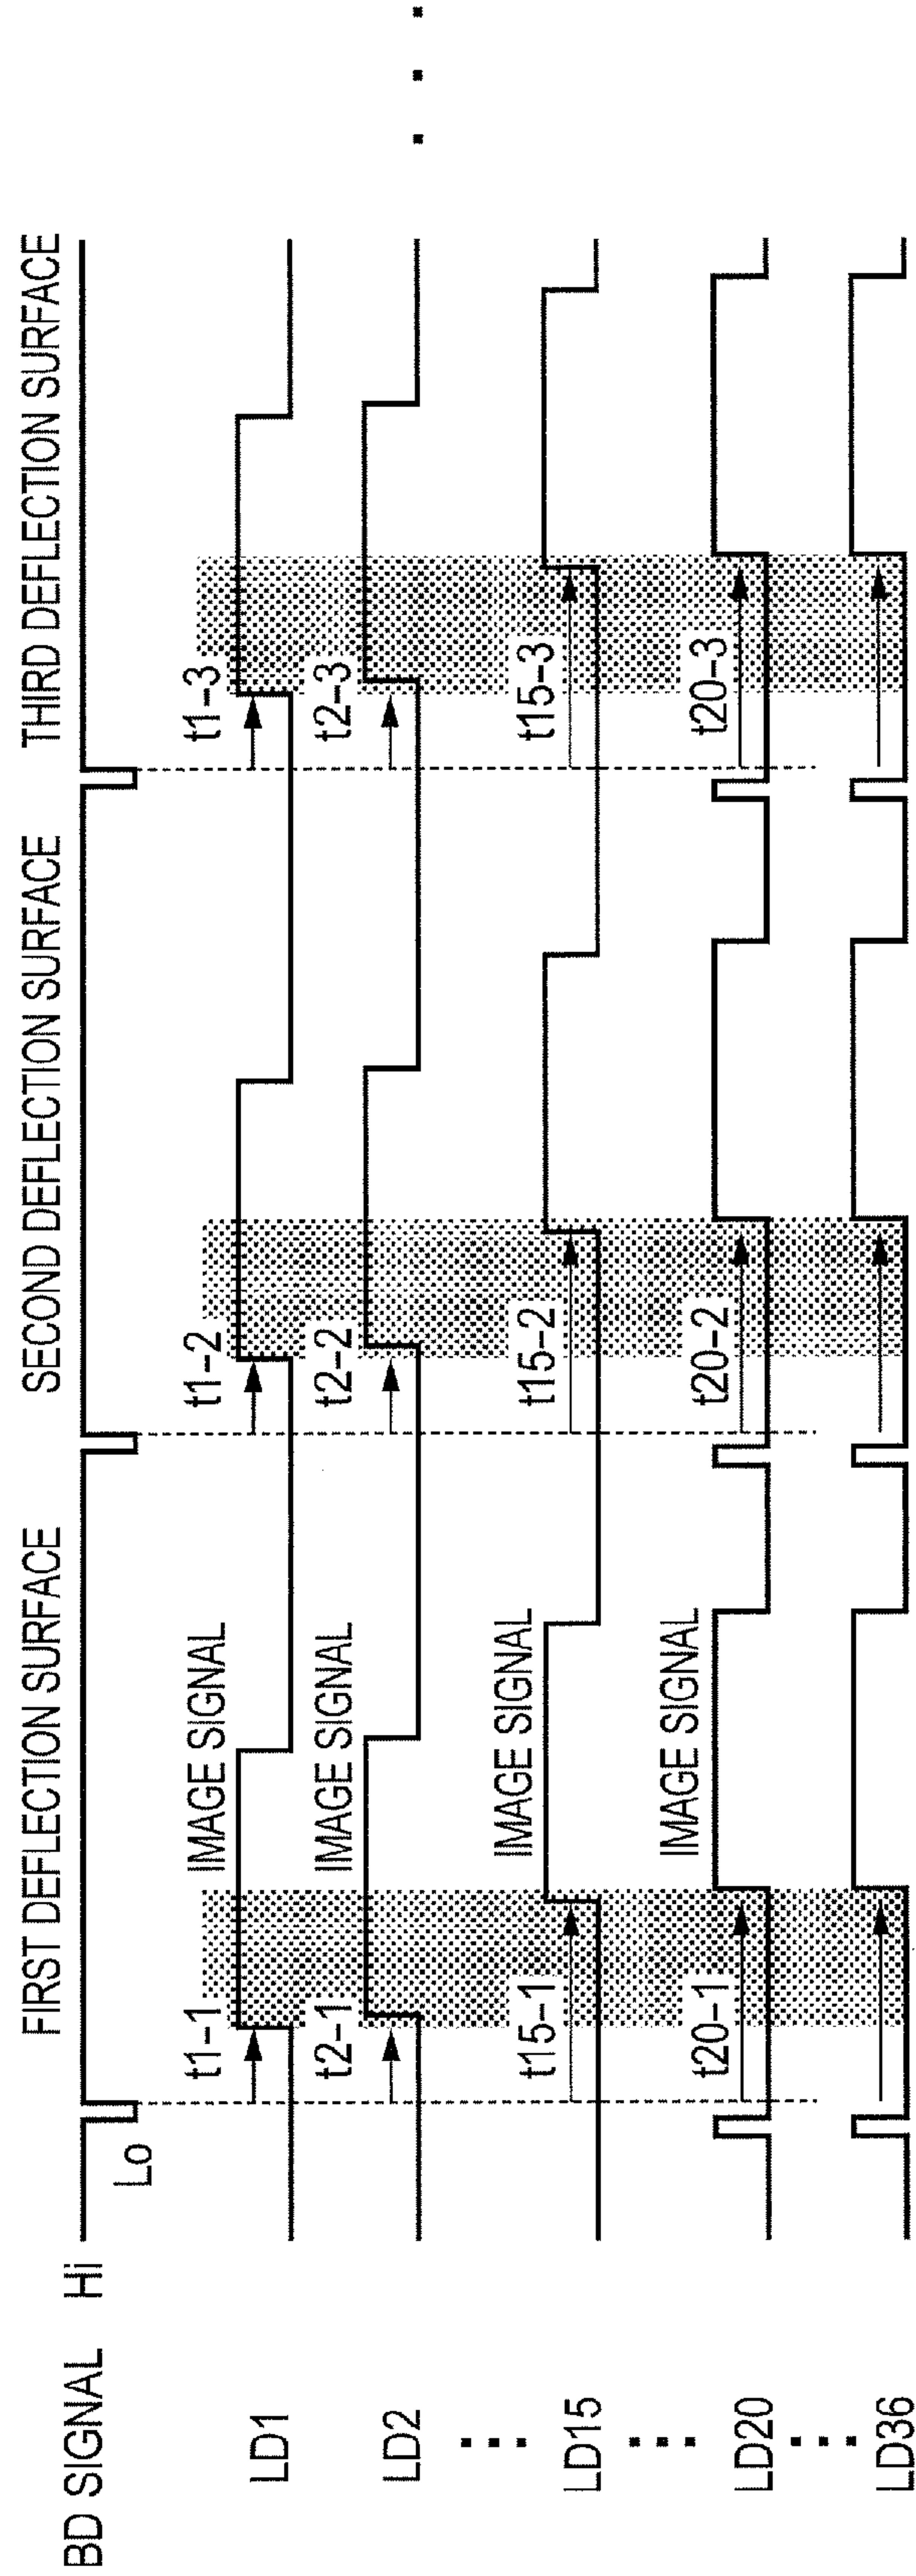 FIRST DEFLECTION SURFACE SECOND DEFLECTION SURFACE THIRD DEFLECTION SURFACE
BD SIGNAL Hi
Lo
t1-1 IMAGE SIGNAL t1-2 t1-3
LD1
t2-1 IMAGE SIGNAL t2-2 t2-3
LD2
t15-1 IMAGE SIGNAL t15-2 t15-3
LD15
t20-1 IMAGE SIGNAL t20-2 t20-3
LD20
LD36